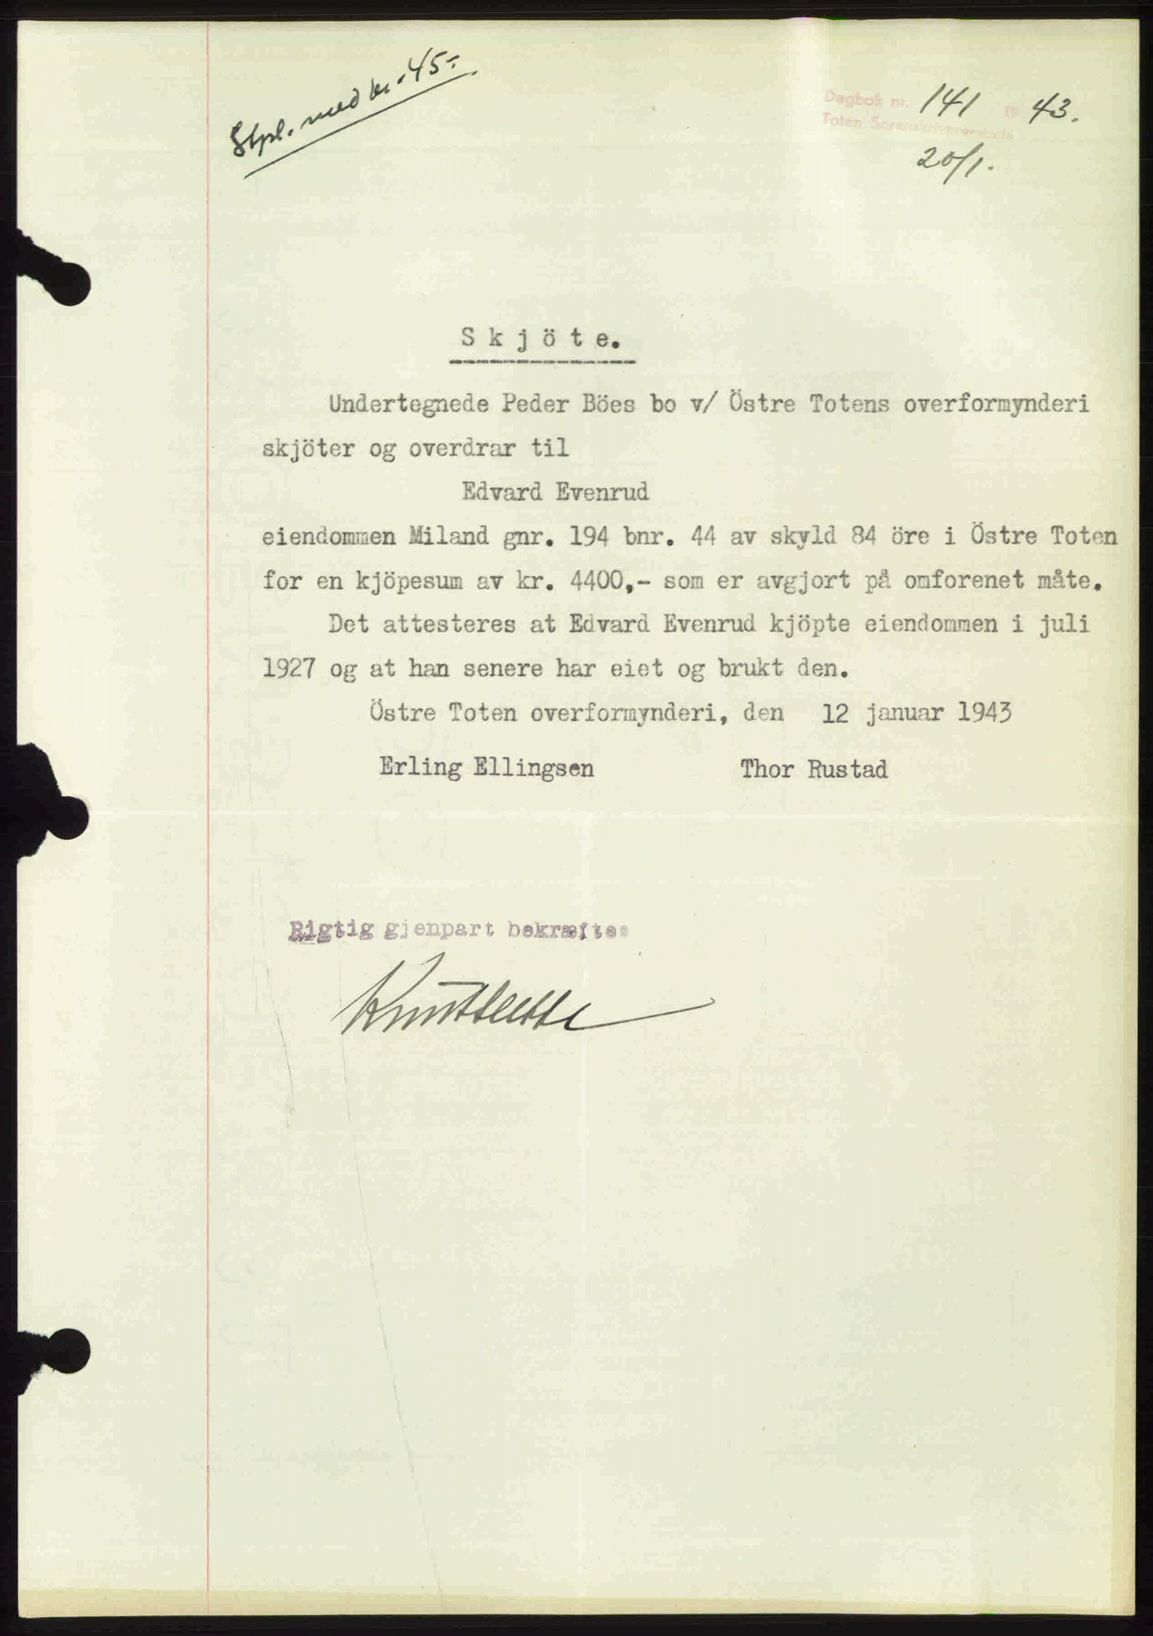 Stpl. med kr. 45.-
Dagbok nr. 141 19 43.
Toten Sorenskriverembete
20/1.
Skjöte.
Undertegnede Peder Böes bo v/ Östre Totens overformynderi
skjöter og overdrar til
Edvard Evenrud
eiendommen Miland gnr. 194 bnr. 44 av skyld 84 öre i Östre Toten
for en kjöpesum av kr. 4400,- som er avgjort på omforenet måte.
Det attesteres at Edvard Evenrud kjöpte eiendommen i juli
1927 og at han senere har eiet og brukt den.
Östre Toten overformynderi, den 12 januar 1943
Erling Ellingsen Thor Rustad
Rigtig gjenpart bekræftes